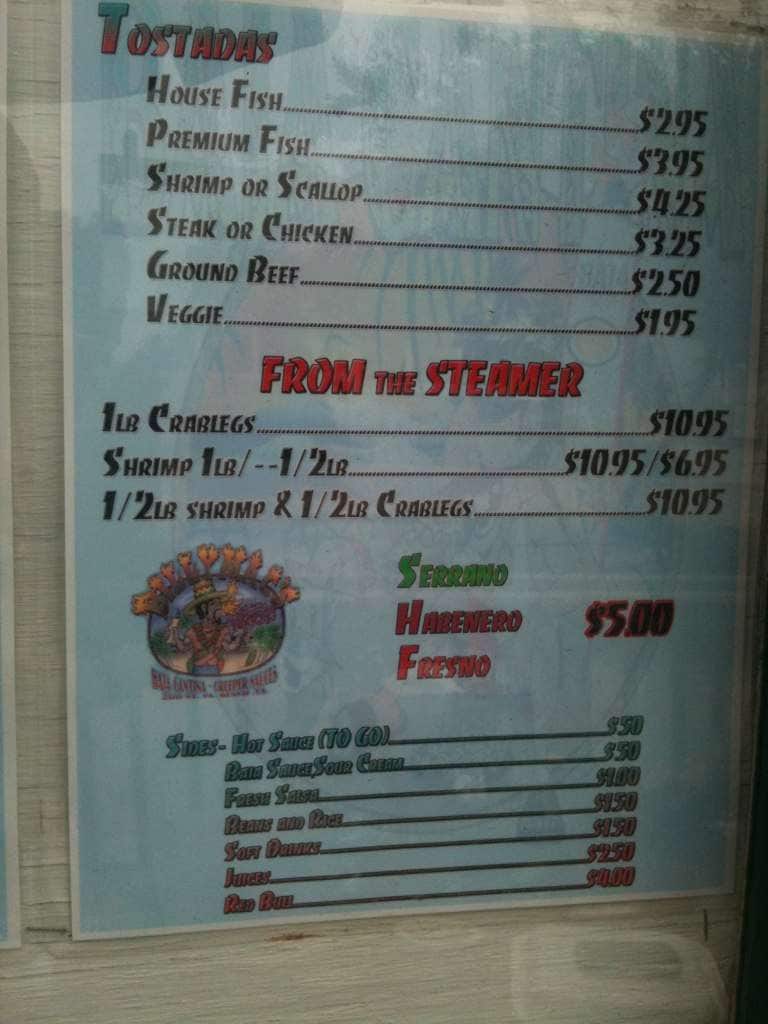 Tostadas
House Fish $2.95
Premium Fish $3.95
Shrimp or Scallop $4.25
Steak or Chicken $3.25
Ground Beef $2.50
Veggie $1.95
From the Steamer
1lb Crablegs $10.95
Shrimp 1lb/--1/2lb $10.95/$6.95
1/2lb shrimp & 1/2lb Crablegs $10.95
Serrano
Habenero $5.00
Fresno
Baja Cantina - Creeper Sauces
Sides- Hot Sauce (TO GO) $.50
Baja Sauce, Sour Cream $.50
Fresh Salsa $1.00
Beans and Rice $1.50
Soft Drinks $1.50
Juices $2.50
Red Bull $4.00